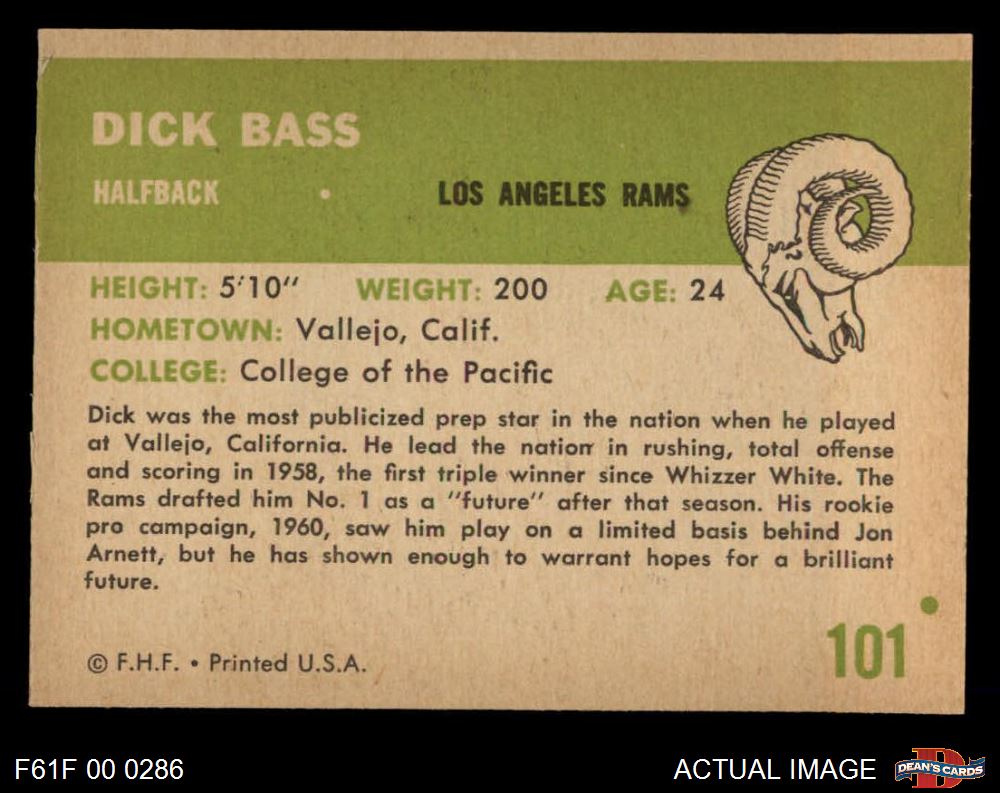 DICK BASS
HALFBACK • LOS ANGELES RAMS
HEIGHT: 5'10" WEIGHT: 200 AGE: 24
HOMETOWN: Vallejo, Calif.
COLLEGE: College of the Pacific
Dick was the most publicized prep star in the nation when he played
at Vallejo, California. He lead the nation in rushing, total offense
and scoring in 1958, the first triple winner since Whizzer White. The
Rams drafted him No. 1 as a "future" after that season. His rookie
pro campaign, 1960, saw him play on a limited basis behind Jon
Arnett, but he has shown enough to warrant hopes for a brilliant
future.
101
© F.H.F. • Printed U.S.A.
F61F 00 0286
ACTUAL IMAGE
D
DEAN'S CARDS